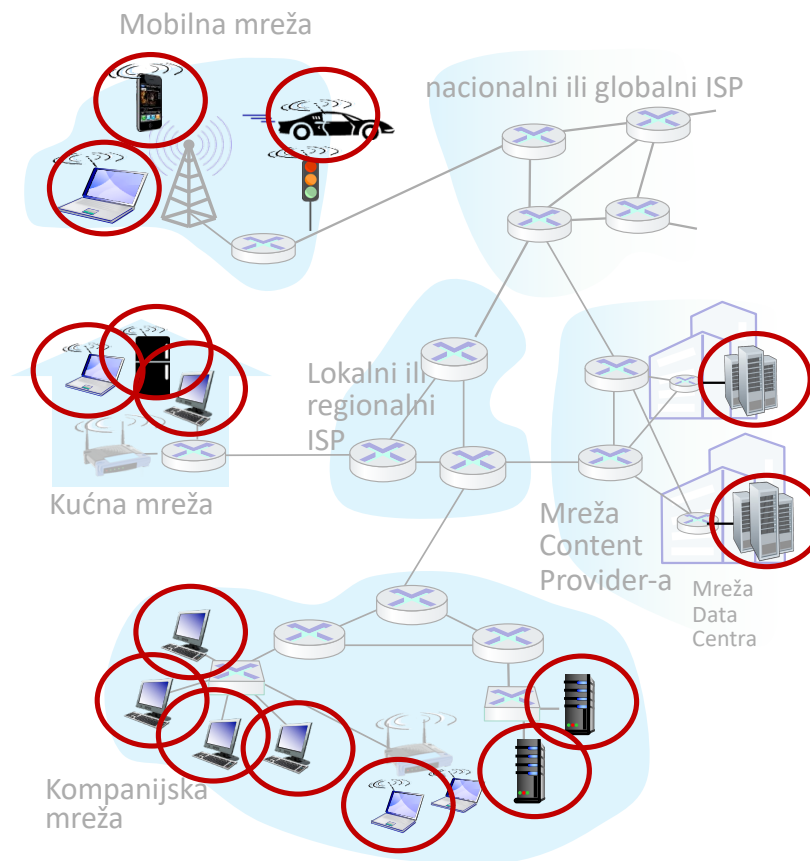 Mobilna mreža
nacionalni ili globalni ISP
Lokalni ili
regionalni
ISP
Kućna mreža
Mreža
Content
Provider-a
Mreža
Data
Centra
Kompanijska
mreža